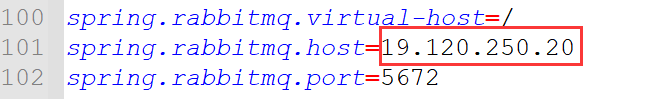 100 spring.rabbitmq.virtual-host=/
101 spring.rabbitmq.host=19.120.250.20
102 spring.rabbitmq.port=5672